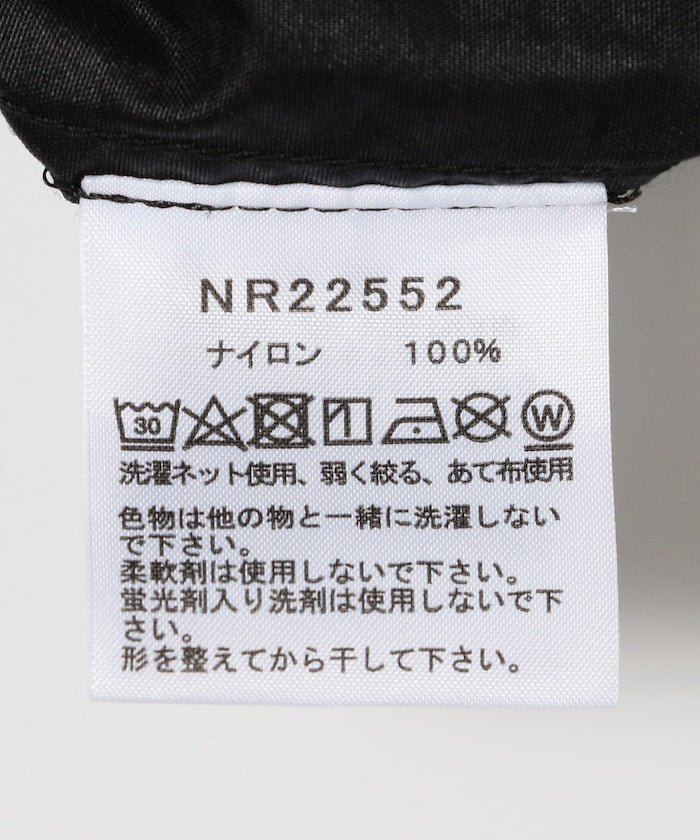 NR22552
ナイロン 100%
30 W
洗濯ネット使用、弱く絞る、あて布使用
色物は他の物と一緒に洗濯しない
で下さい。
柔軟剤は使用しないで下さい。
蛍光剤入り洗剤は使用しないで下
さい。
形を整えてから干して下さい。